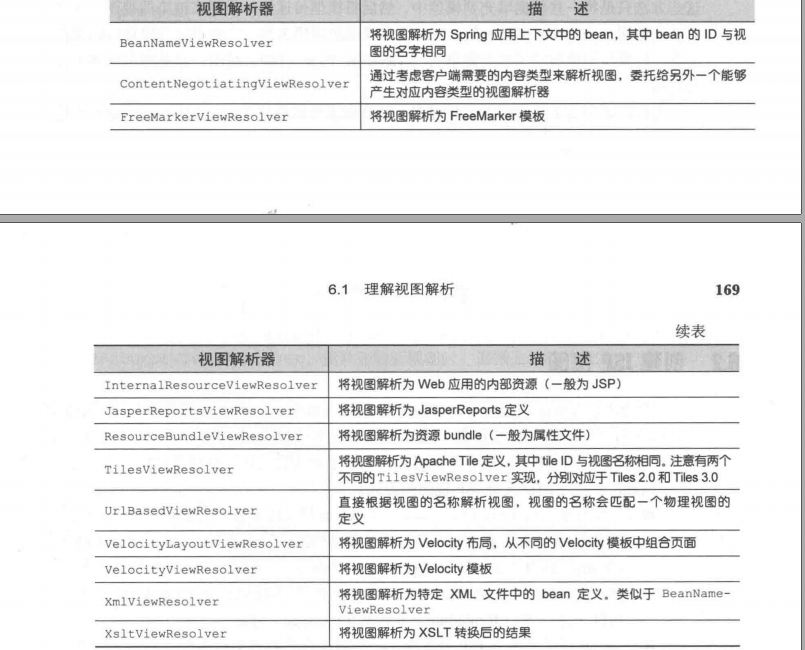 视图解析器 描 述
BeanNameViewResolver 将视图解析为 Spring 应用上下文中的 bean，其中 bean 的 ID 与视
图的名字相同
ContentNegotiatingViewResolver 通过考虑客户端需要的内容类型来解析视图，委托给另外一个能够
产生对应内容类型的视图解析器
FreeMarkerViewResolver 将视图解析为 FreeMarker 模板
6.1 理解视图解析 169
续表
视图解析器 描 述
InternalResourceViewResolver 将视图解析为 Web 应用的内部资源（一般为 JSP）
JasperReportsViewResolver 将视图解析为 JasperReports 定义
ResourceBundleViewResolver 将视图解析为资源 bundle（一般为属性文件）
TilesViewResolver 将视图解析为 Apache Tile 定义，其中 tile ID 与视图名称相同。注意有两个
不同的 TilesViewResolver 实现，分别对应于 Tiles 2.0 和 Tiles 3.0
UrlBasedViewResolver 直接根据视图的名称解析视图，视图的名称会匹配一个物理视图的
定义
VelocityLayoutViewResolver 将视图解析为 Velocity 布局，从不同的 Velocity 模板中组合页面
VelocityViewResolver 将视图解析为 Velocity 模板
XmlViewResolver 将视图解析为特定 XML 文件中的 bean 定义。类似于 BeanName-
ViewResolver
XsltViewResolver 将视图解析为 XSLT 转换后的结果